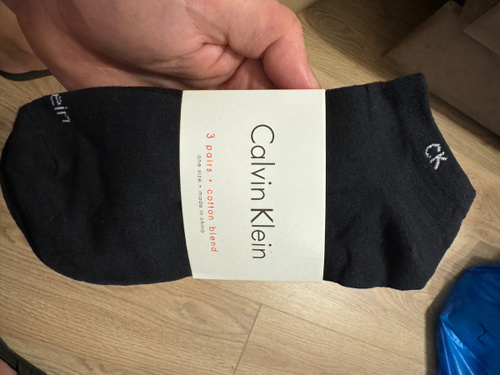 Calvin Klein
3 pairs • cotton blend
one size • made in china
CK